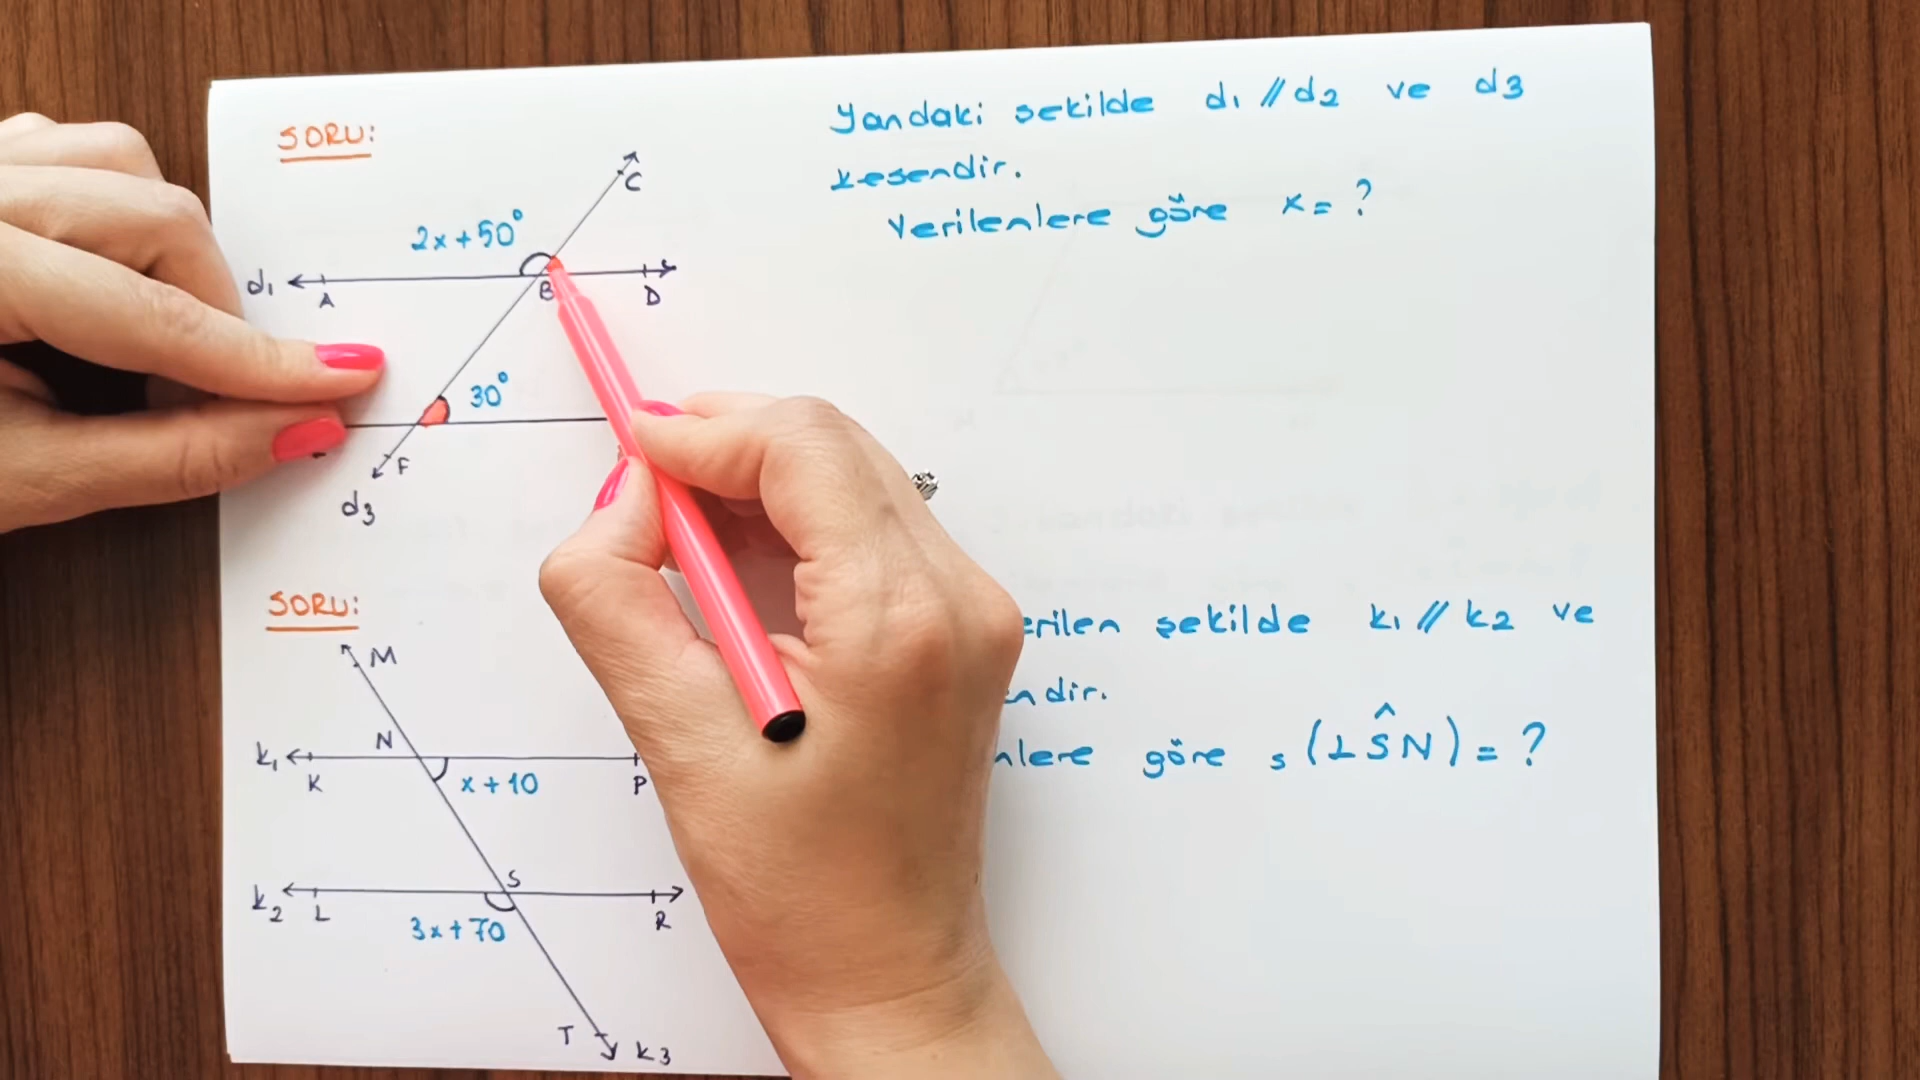 SORU:
Yandaki şekilde d1 // d2 ve d3
kesendir.
Verilenlere göre x = ?
C
2x+50°
d1 A B D
30°
F
d3
SORU:
erilen şekilde k1 // k2 ve
ndir.
nlere göre s(LŜN) = ?
M
N
k1 K x+10 P
S
k2 L R
3x+70
T k3